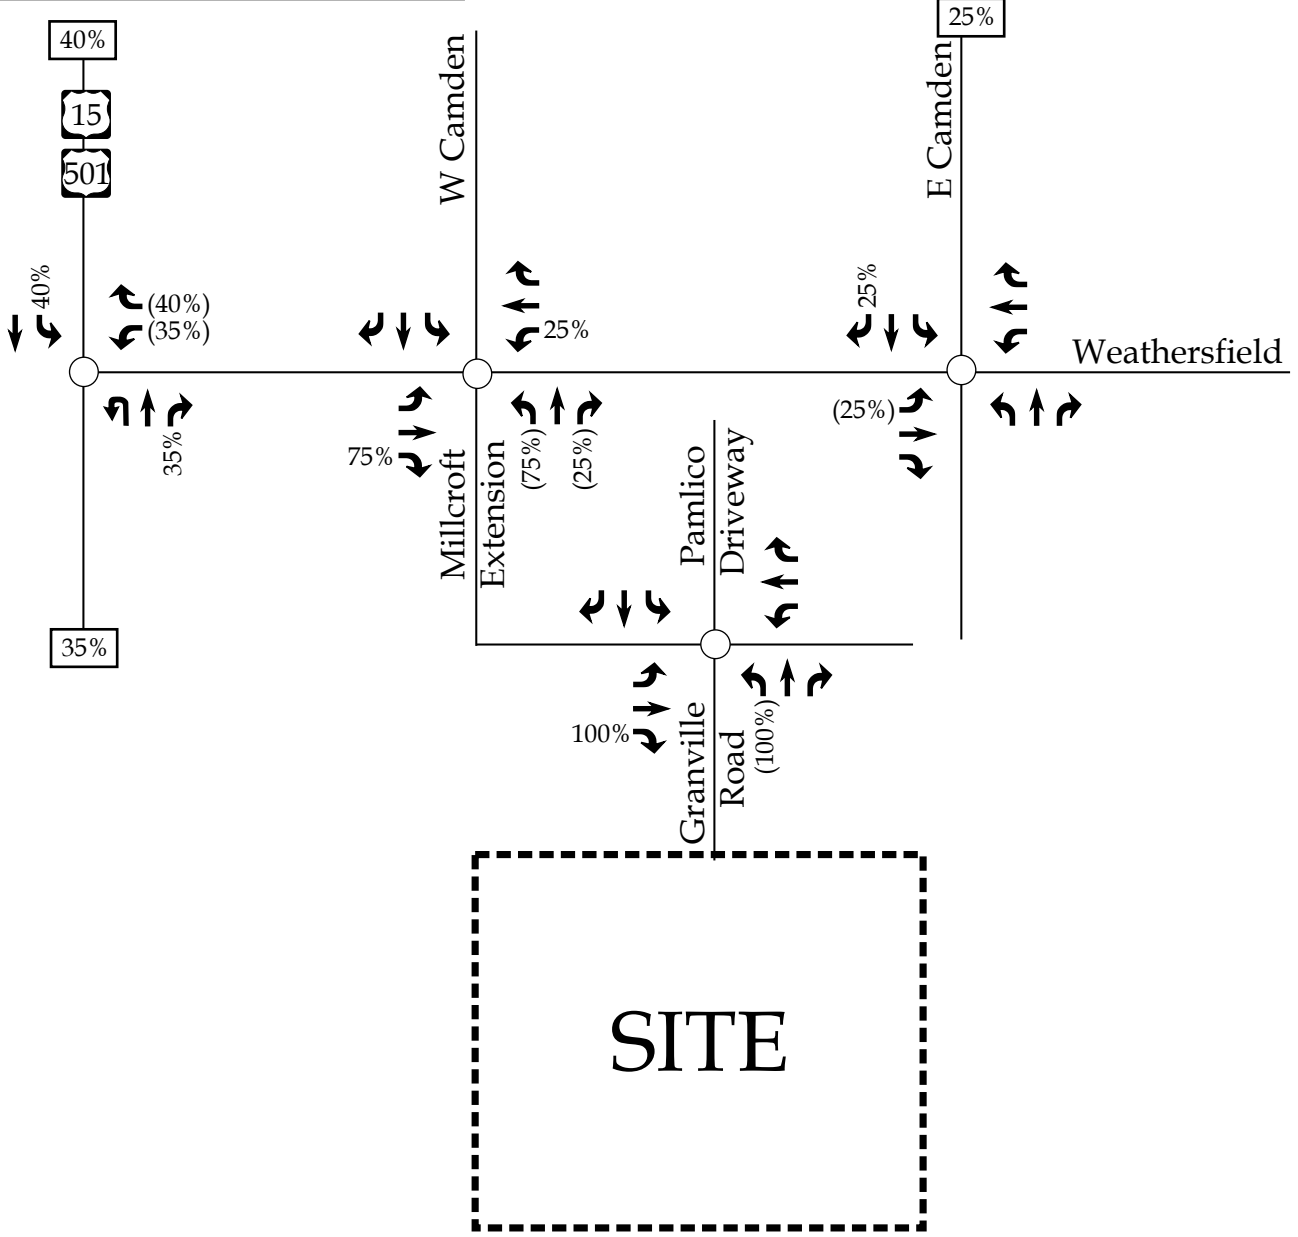 25%
40%
15
501
W Camden
E Camden
40%
(40%)
(35%)
25%
25%
Weathersfield
35%
75%
(75%)
(25%)
(25%)
Millcroft
Extension
Pamlico
Driveway
35%
100%
Granville
Road
(100%)
SITE